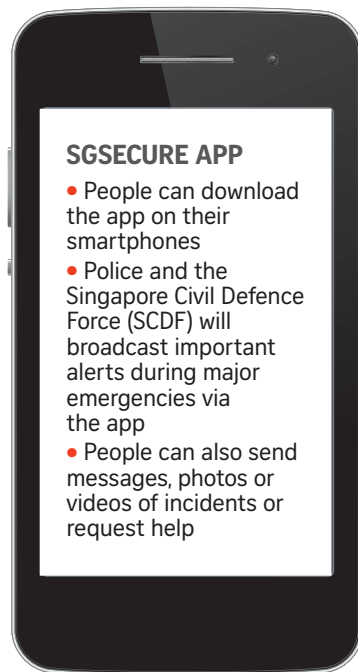 SGSECURE APP
• People can download
the app on their
smartphones
• Police and the
Singapore Civil Defence
Force (SCDF) will
broadcast important
alerts during major
emergencies via
the app
• People can also send
messages, photos or
videos of incidents or
request help